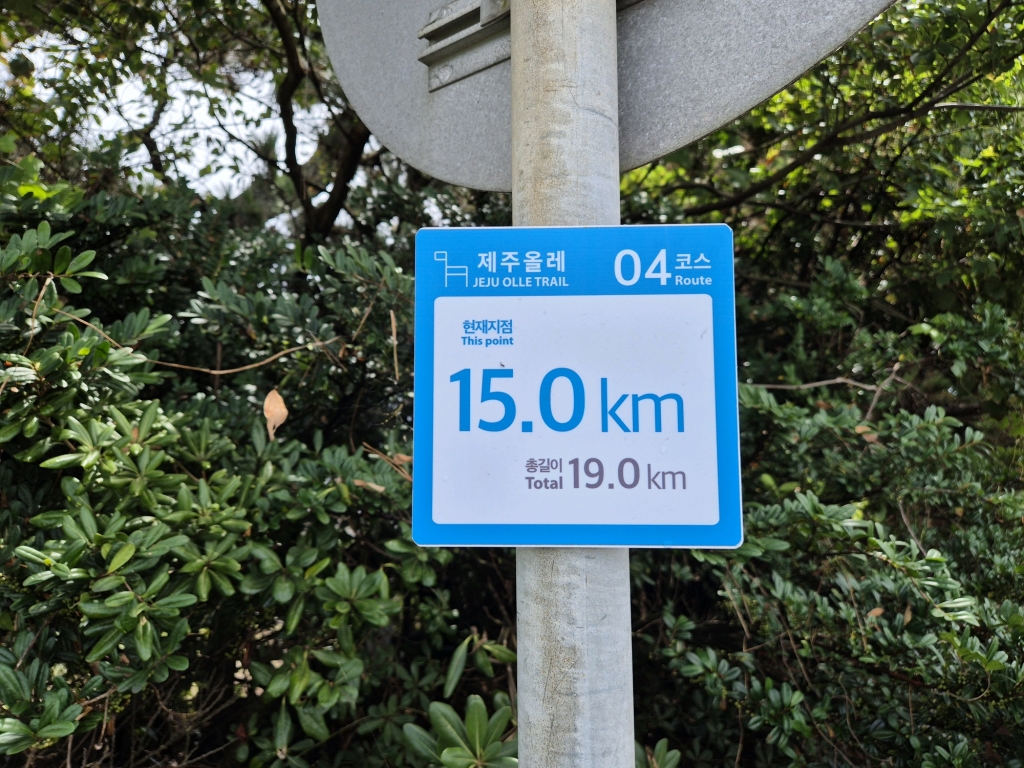 제주올레
JEJU OLLE TRAIL
04 코스
Route
현재지점
This point
15.0 km
총길이
Total 19.0 km